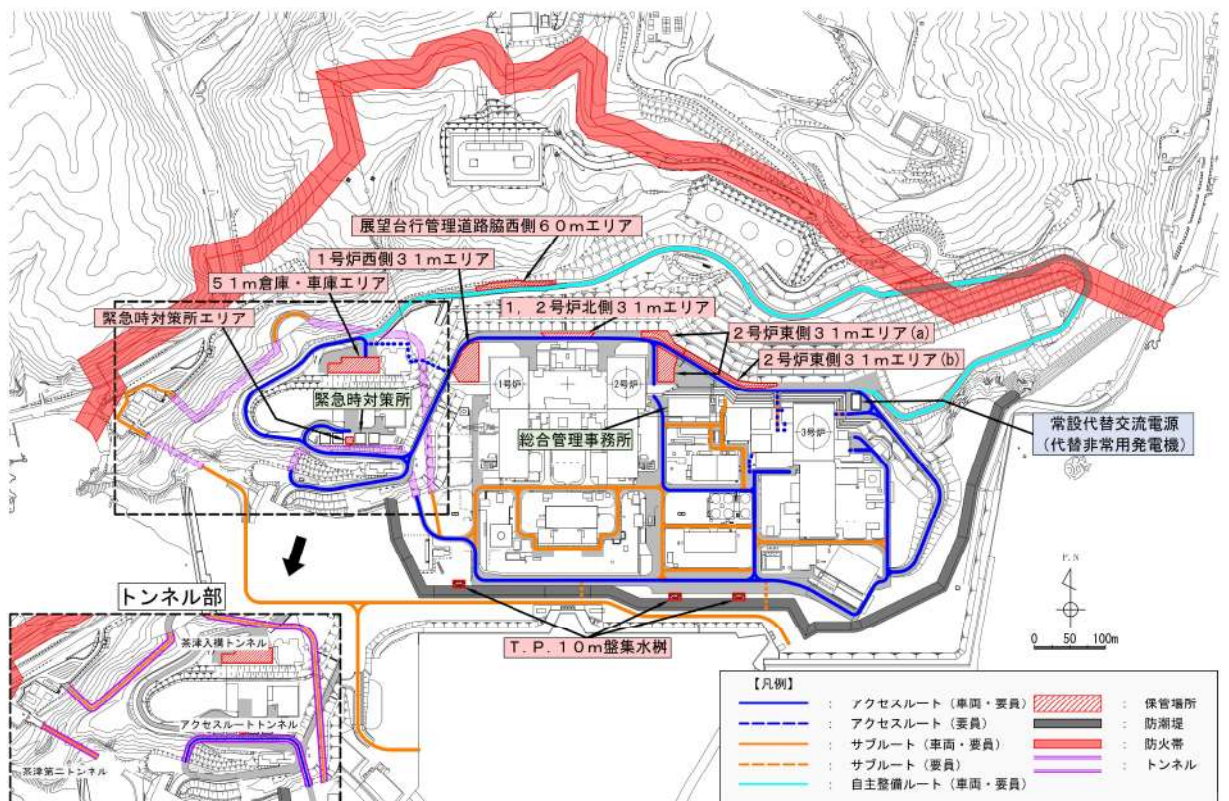 展望台行管理道路脇西側60mエリア
1号炉西側31mエリア
51m倉庫・車庫エリア
緊急時対策所エリア
1,2号炉北側31mエリア
2号炉東側31mエリア(a)
2号炉東側31mエリア(b)
緊急時対策所
1号炉
2号炉
3号炉
総合管理事務所
常設代替交流電源
(代替非常用発電機)
T.P.10m盤集水桝
P.N
0 50 100m
トンネル部
茶津入構トンネル
アクセスルートトンネル
茶津第二トンネル
【凡例】
: アクセスルート(車両・要員)
: アクセスルート(要員)
: サブルート(車両・要員)
: サブルート(要員)
: 自主整備ルート(車両・要員)
: 保管場所
: 防潮堤
: 防火帯
: トンネル